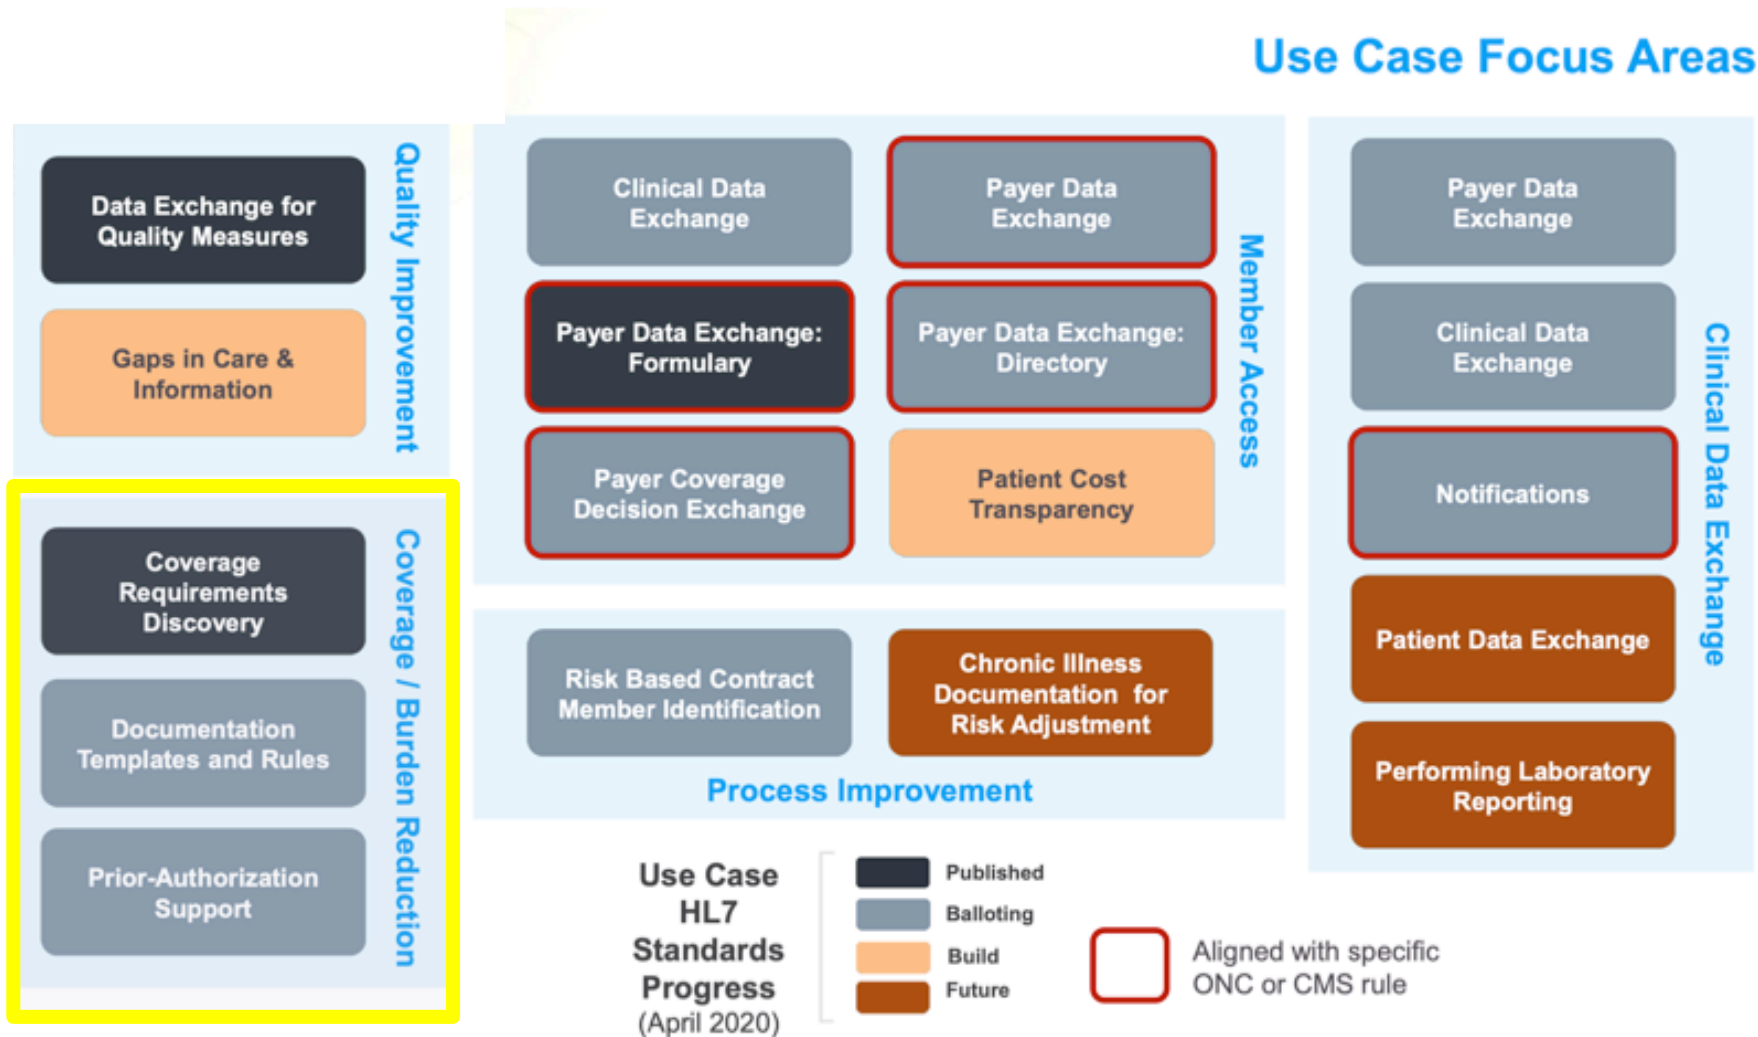 Use Case Focus Areas
Data Exchange for
Quality Measures
Gaps in Care &
Information
Quality Improvement
Coverage
Requirements
Discovery
Documentation
Templates and Rules
Prior-Authorization
Support
Coverage / Burden Reduction
Clinical Data
Exchange
Payer Data
Exchange
Payer Data Exchange:
Formulary
Payer Data Exchange:
Directory
Payer Coverage
Decision Exchange
Patient Cost
Transparency
Member Access
Risk Based Contract
Member Identification
Chronic Illness
Documentation for
Risk Adjustment
Process Improvement
Payer Data
Exchange
Clinical Data
Exchange
Notifications
Patient Data Exchange
Performing Laboratory
Reporting
Clinical Data Exchange
Use Case
HL7
Standards
Progress
(April 2020)
Published
Balloting
Build
Future
Aligned with specific
ONC or CMS rule